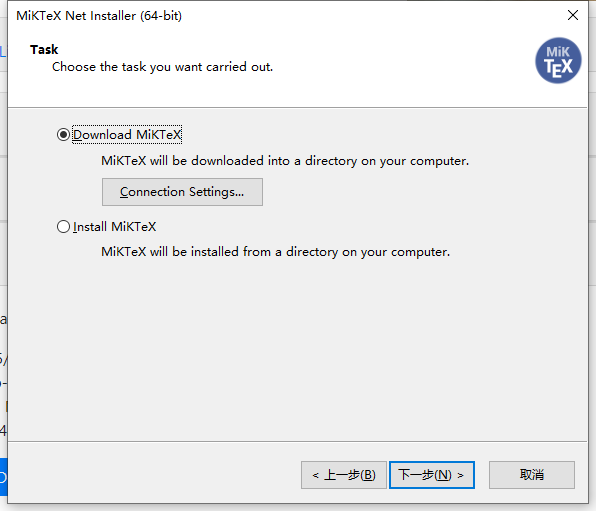 MiKTeX Net Installer (64-bit)
Task
Choose the task you want carried out.
MiK
TEX
Download MiKTeX
MiKTeX will be downloaded into a directory on your computer.
Connection Settings...
Install MiKTeX
MiKTeX will be installed from a directory on your computer.
< 上一步(B)
下一步(N) >
取消